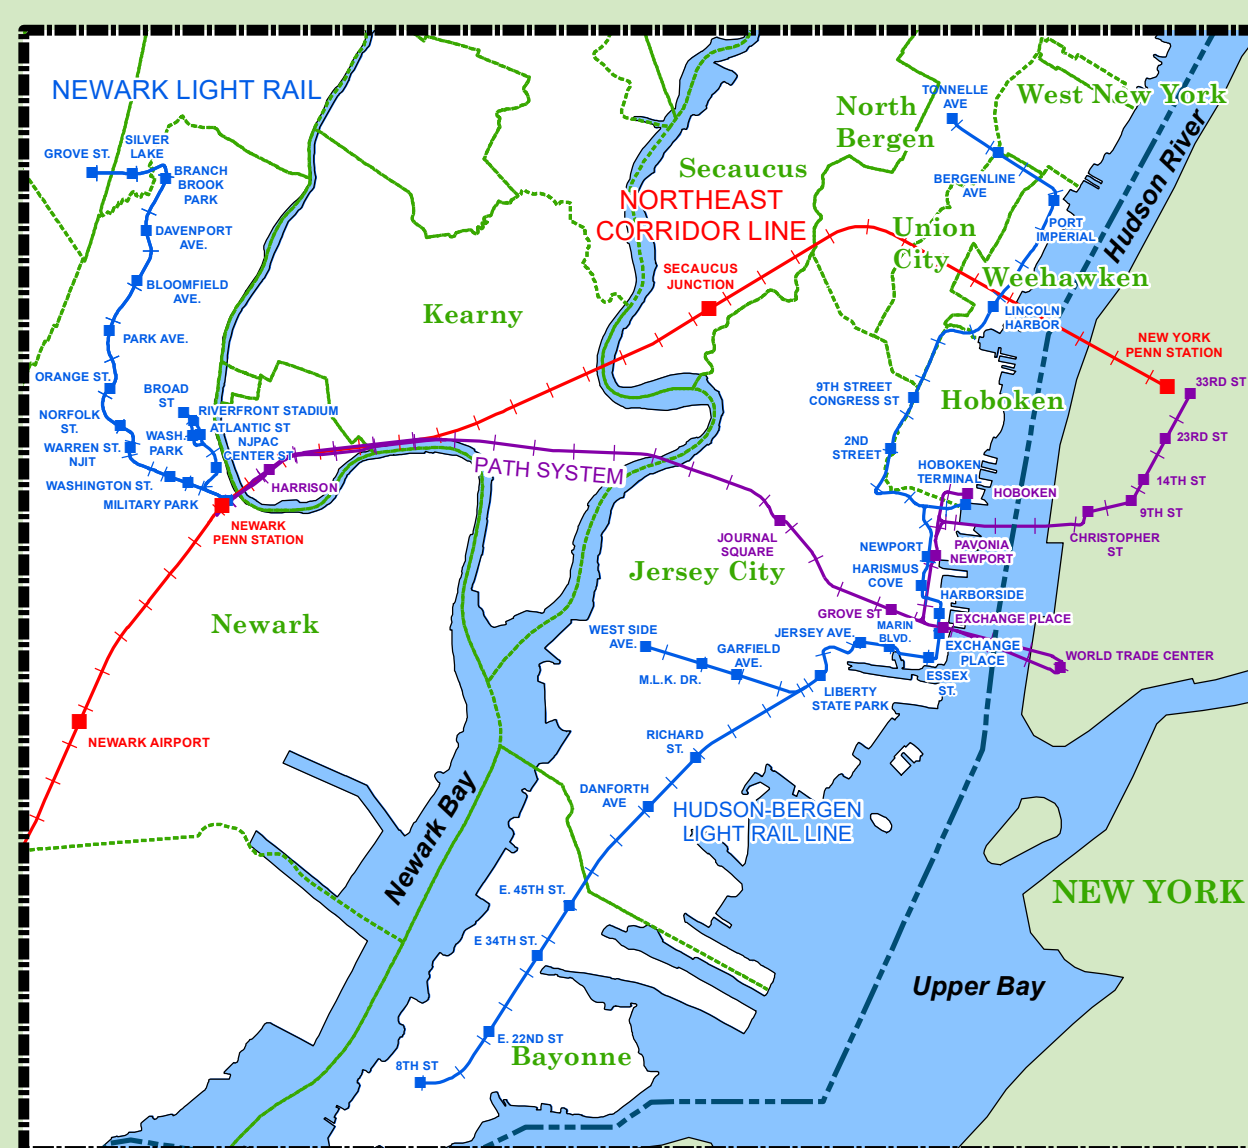 NEWARK LIGHT RAIL
GROVE ST.
SILVER
LAKE
BRANCH
BROOK
PARK
DAVENPORT
AVE.
BLOOMFIELD
AVE.
PARK AVE.
ORANGE ST.
BROAD
ST
NORFOLK
ST.
RIVERFRONT STADIUM
ATLANTIC ST
WASH.
PARK
NJPAC
CENTER ST
WARREN ST.
NJIT
WASHINGTON ST.
MILITARY PARK
HARRISON
NEWARK
PENN STATION
NEWARK AIRPORT
Newark
Kearny
Secaucus
NORTHEAST
CORRIDOR LINE
SECAUCUS
JUNCTION
North
Bergen
TONNELLE
AVE
West New York
BERGENLINE
AVE
Union
City
PORT
IMPERIAL
Hudson River
Weehawken
LINCOLN
HARBOR
NEW YORK
PENN STATION
9TH STREET
CONGRESS ST
Hoboken
33RD ST
23RD ST
14TH ST
9TH ST
CHRISTOPHER
ST
2ND
STREET
HOBOKEN
TERMINAL
HOBOKEN
PATH SYSTEM
JOURNAL
SQUARE
Jersey City
NEWPORT
PAVONIA
NEWPORT
HARISMUS
COVE
HARBORSIDE
GROVE ST
EXCHANGE PLACE
MARIN
BLVD.
EXCHANGE
PLACE
WORLD TRADE CENTER
JERSEY AVE.
ESSEX
ST.
WEST SIDE
AVE.
GARFIELD
AVE.
M.L.K. DR.
LIBERTY
STATE PARK
RICHARD
ST.
DANFORTH
AVE
HUDSON-BERGEN
LIGHT RAIL LINE
Newark Bay
E. 45TH ST.
E 34TH ST.
E. 22ND ST
8TH ST
Bayonne
NEW YORK
Upper Bay